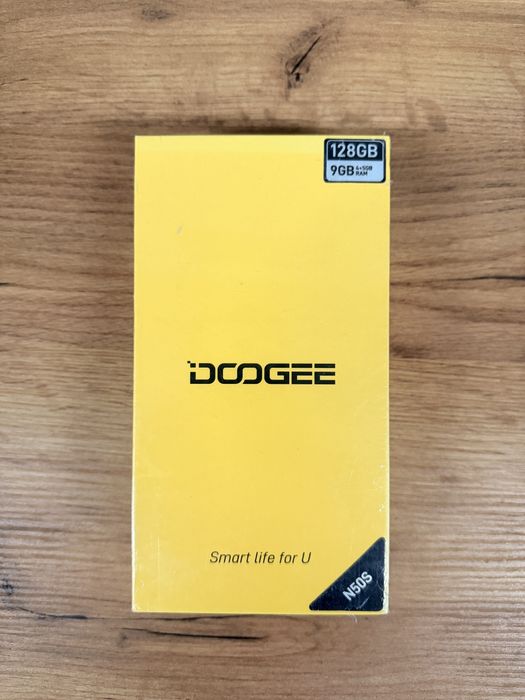 128GB
9GB 4+5GB RAM
DOOGEE
Smart life for U
N50S